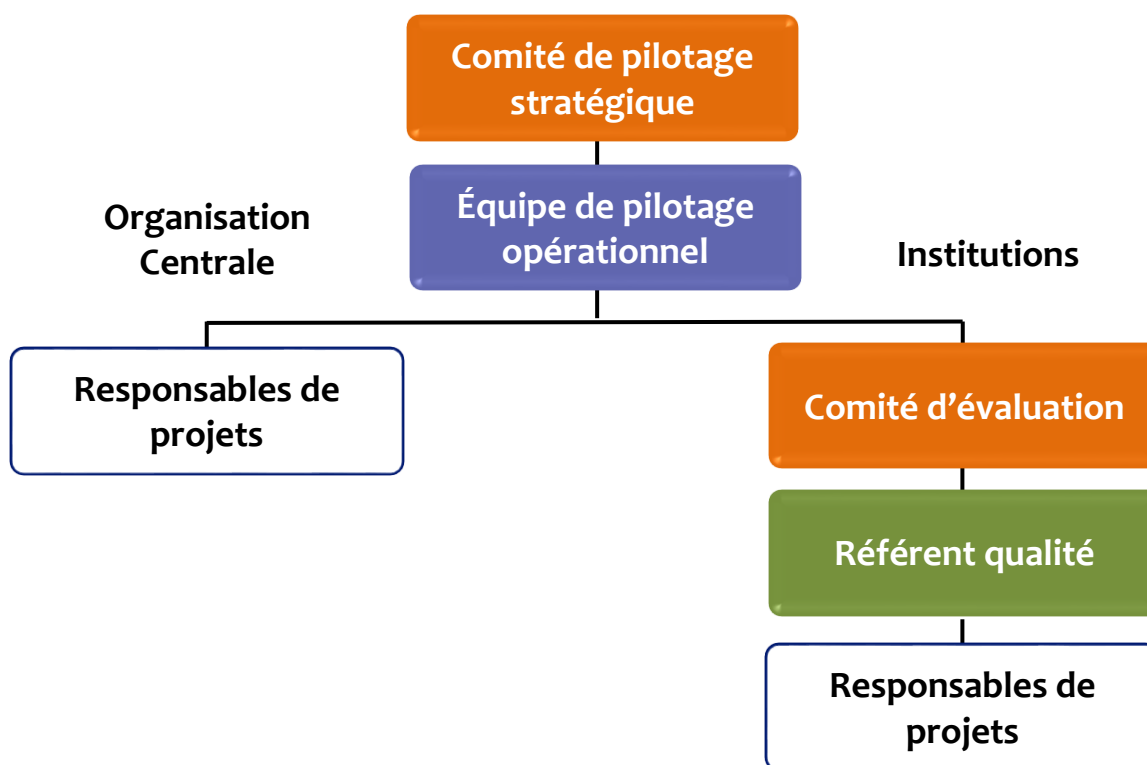 Comité de pilotage
stratégique
Équipe de pilotage
opérationnel
Organisation
Centrale
Institutions
Responsables de
projets
Comité d’évaluation
Référent qualité
Responsables de
projets